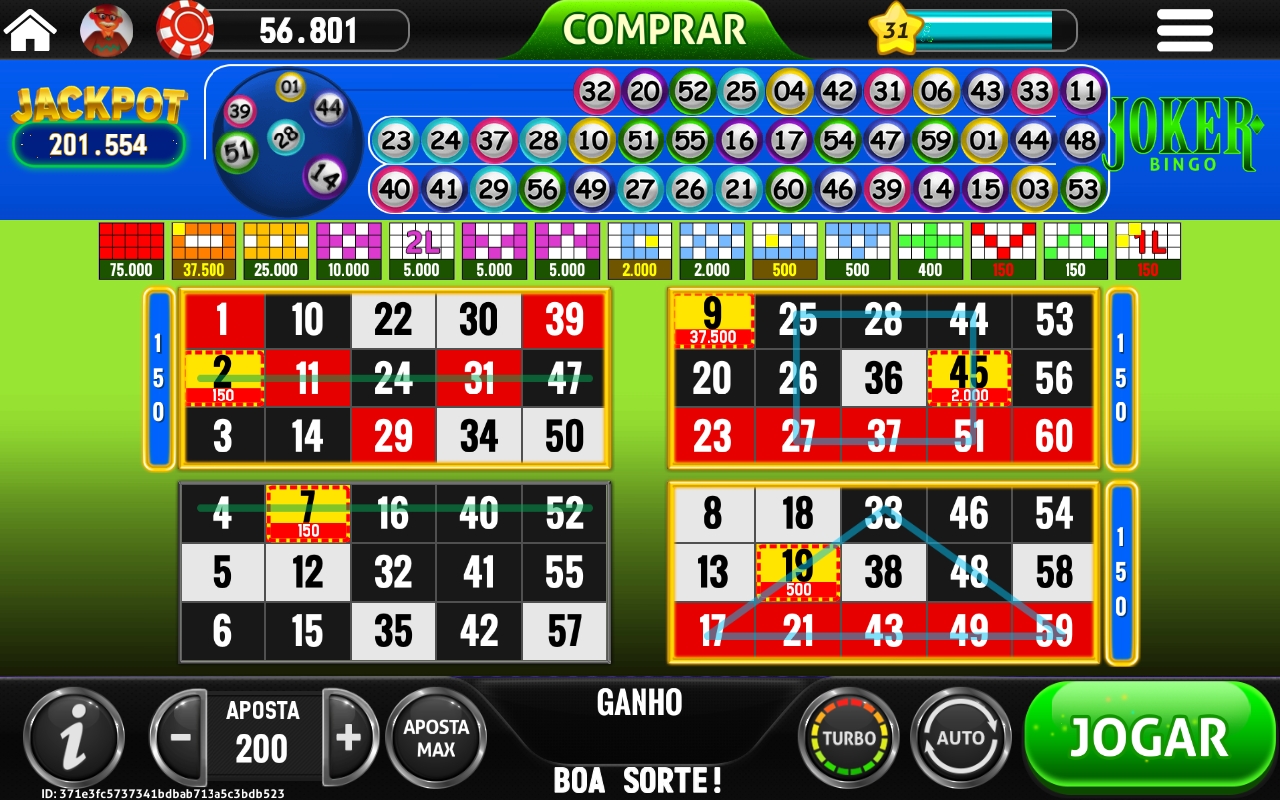 56.801
COMPRAR
31
JACKPOT
201.554
01
39 44
28
51
14
32 20 52 25 04 42 31 06 43 33 11
23 24 37 28 10 51 55 16 17 54 47 59 01 44 48
40 41 29 56 49 27 26 21 60 46 39 14 15 03 53
JOKER
BINGO
2L 1L
75.000 37.500 25.000 10.000 5.000 5.000 5.000 2.000 2.000 500 500 400 150 150 150
150
1 10 22 30 39
2 11 24 31 47
150
3 14 29 34 50
9 25 28 44 53
37.500
20 26 36 45 56
2.000
23 27 37 51 60
150
4 7 16 40 52
150
5 12 32 41 55
6 15 35 42 57
8 18 33 46 54
13 19 38 48 58
500
17 21 43 49 59
150
i
- APOSTA +
200
APOSTA
MAX
GANHO
BOA SORTE!
TURBO
AUTO
JOGAR
ID: 371e3fc5737341bdbab713a5c3bdb523